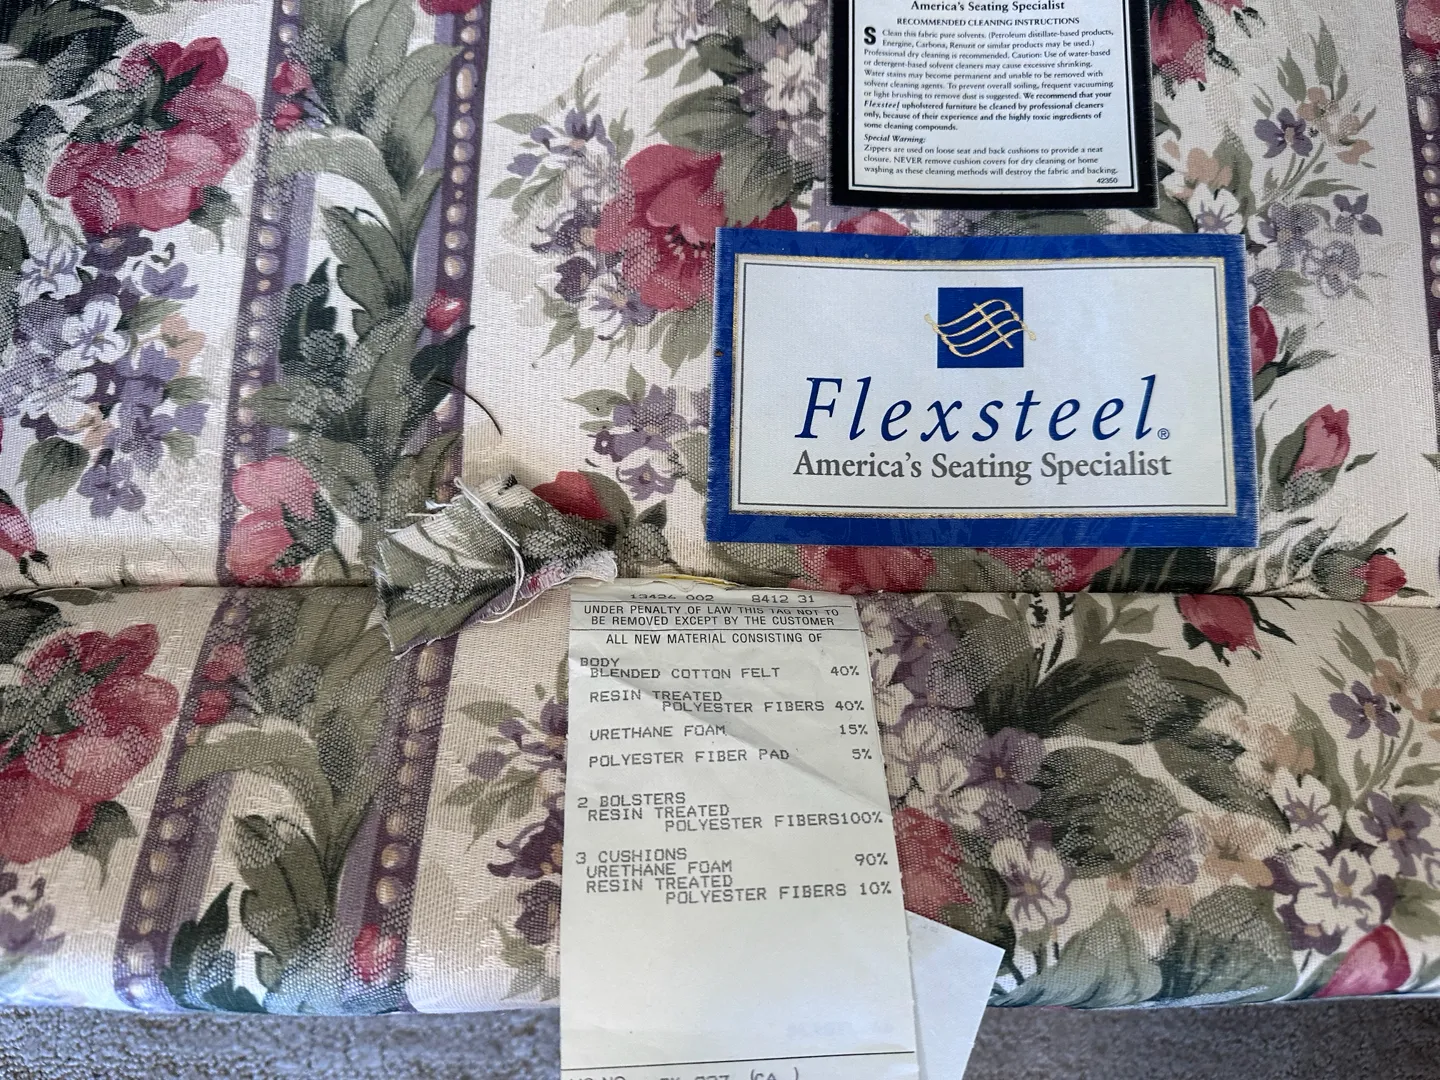 America's Seating Specialist
RECOMMENDED CLEANING INSTRUCTIONS
S Clean this fabric pure solvents. (Petroleum distillate-based products,
Energine, Carbona, Renuzit or similar products may be used.)
Professional dry cleaning is recommended. Caution: Use of water-based
or detergent-based solvent cleaners may cause excessive shrinking.
Water stains may become permanent and unable to be removed with
solvent cleaning agents. To prevent overall soiling, frequent vacuuming
or light brushing to remove dust is suggested. We recommend that your
Flexsteel upholstered furniture be cleaned by professional cleaners
only, because of their experience and the highly toxic ingredients of
some cleaning compounds.
Special Warning:
Zippers are used on loose seat and back cushions to provide a neat
closure. NEVER remove cushion covers for dry cleaning or home
washing as these cleaning methods will destroy the fabric and backing.
42350
Flexsteel®
America's Seating Specialist
13424 002 8412 31
UNDER PENALTY OF LAW THIS TAG NOT TO
BE REMOVED EXCEPT BY THE CUSTOMER
ALL NEW MATERIAL CONSISTING OF
BODY
BLENDED COTTON FELT 40%
RESIN TREATED
POLYESTER FIBERS 40%
URETHANE FOAM 15%
POLYESTER FIBER PAD 5%
2 BOLSTERS
RESIN TREATED
POLYESTER FIBERS100%
3 CUSHIONS
URETHANE FOAM 90%
RESIN TREATED
POLYESTER FIBERS 10%
(CA )